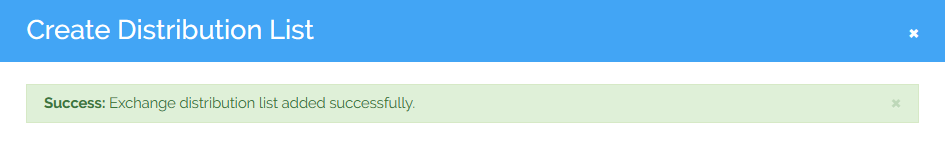 Create Distribution List
Success: Exchange distribution list added successfully.